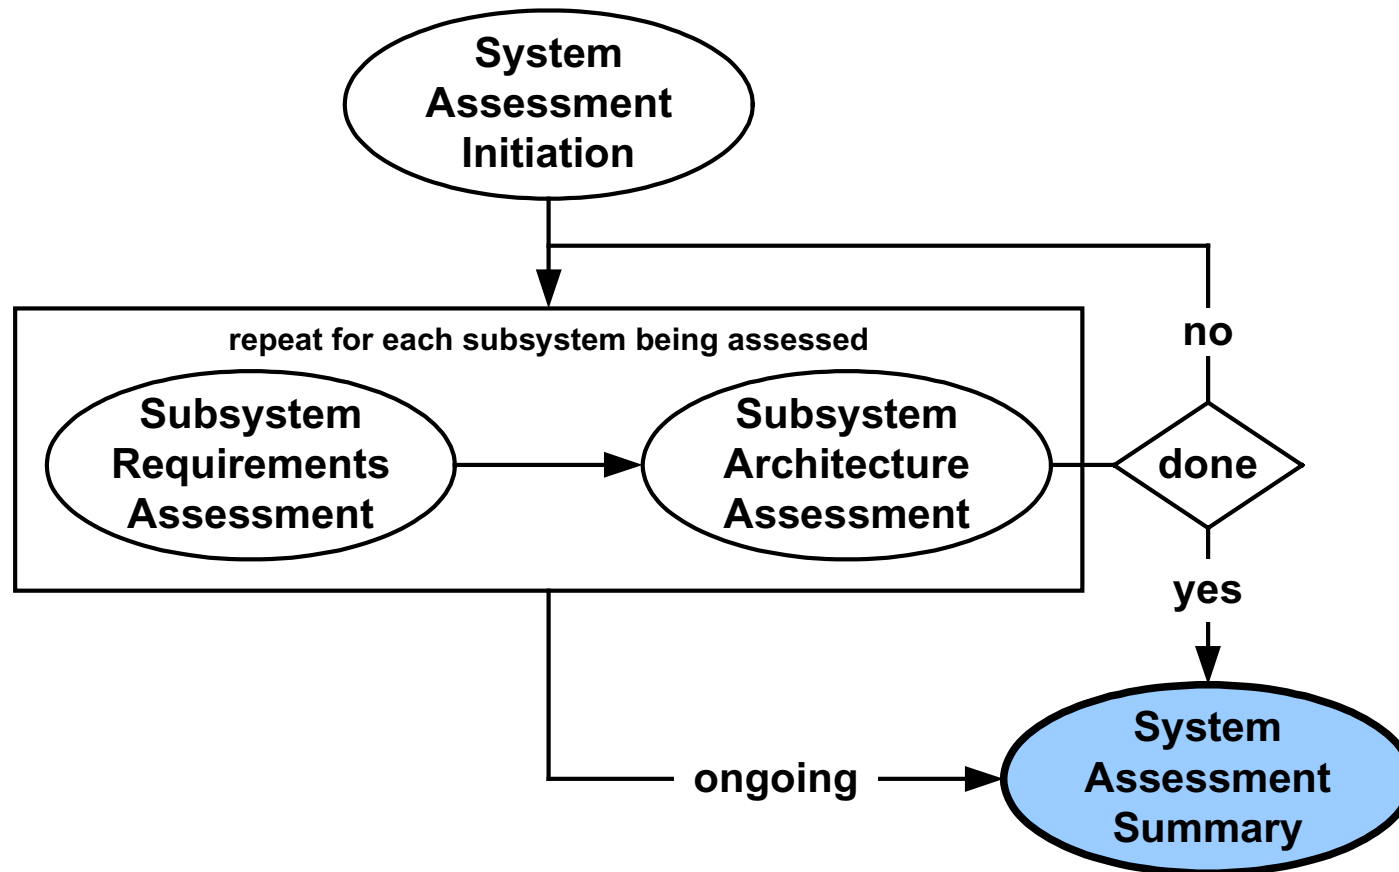 System
Assessment
Initiation
repeat for each subsystem being assessed
Subsystem
Requirements
Assessment
Subsystem
Architecture
Assessment
no
done
yes
ongoing
System
Assessment
Summary